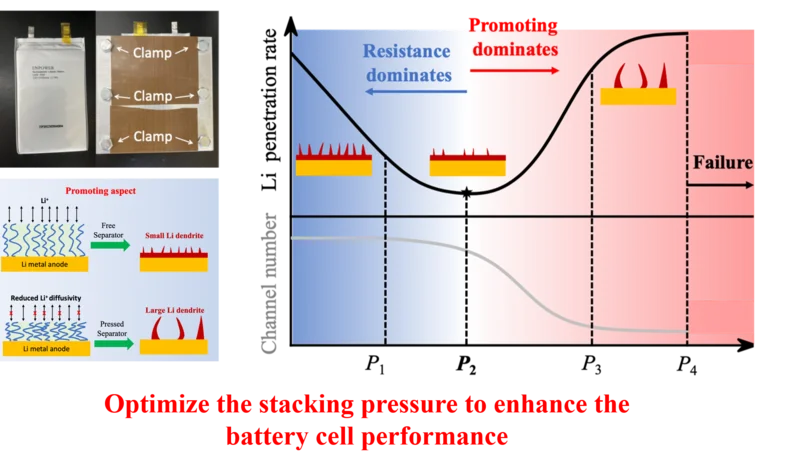 Clamp
Clamp
Clamp
Promoting aspect
Li⁺
Free
Separator
Small Li dendrite
Li metal anode
Reduced Li⁺ diffusivity
Pressed
Separator
Large Li dendrite
Li metal anode
Li penetration rate
Channel number
Resistance
dominates
Promoting
dominates
Failure
P₁
P₂
P₃
P₄
Optimize the stacking pressure to enhance the
battery cell performance